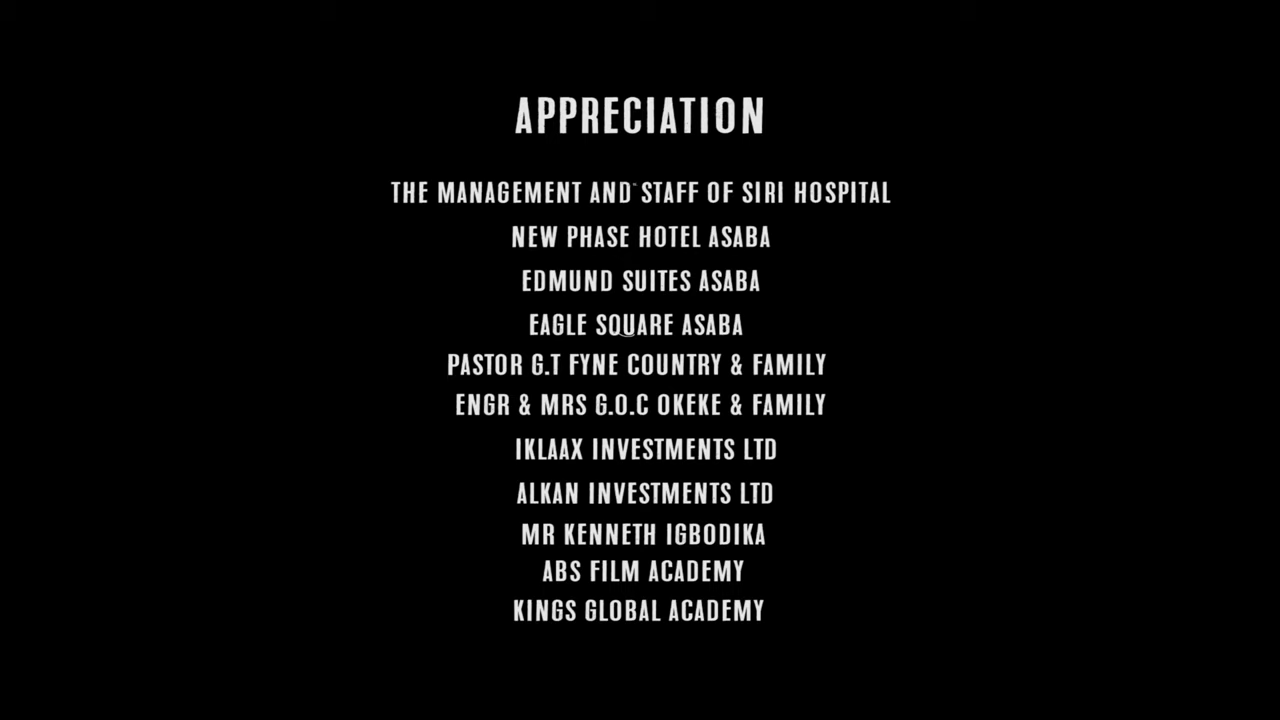 APPRECIATION
THE MANAGEMENT AND STAFF OF SIRI HOSPITAL
NEW PHASE HOTEL ASABA
EDMUND SUITES ASABA
EAGLE SQUARE ASABA
PASTOR G.T FYNE COUNTRY & FAMILY
ENGR & MRS G.O.C OKEKE & FAMILY
IKLAAX INVESTMENTS LTD
ALKAN INVESTMENTS LTD
MR KENNETH IGBODIKA
ABS FILM ACADEMY
KINGS GLOBAL ACADEMY